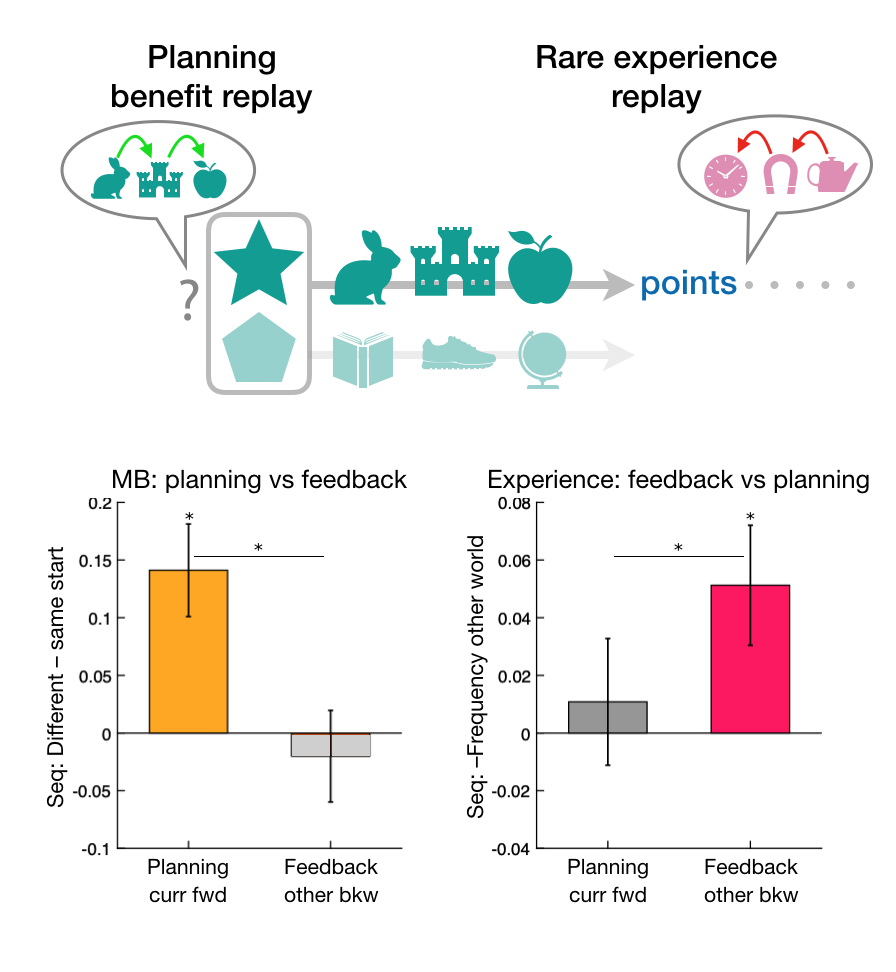 Planning
benefit replay
Rare experience
replay
?
points
MB: planning vs feedback
Seq: Different – same start
0.2
0.15
0.1
0.05
0
-0.05
-0.1
*
*
Planning
curr fwd
Feedback
other bkw
Experience: feedback vs planning
Seq: –Frequency other world
0.08
0.06
0.04
0.02
0
-0.02
-0.04
*
*
Planning
curr fwd
Feedback
other bkw